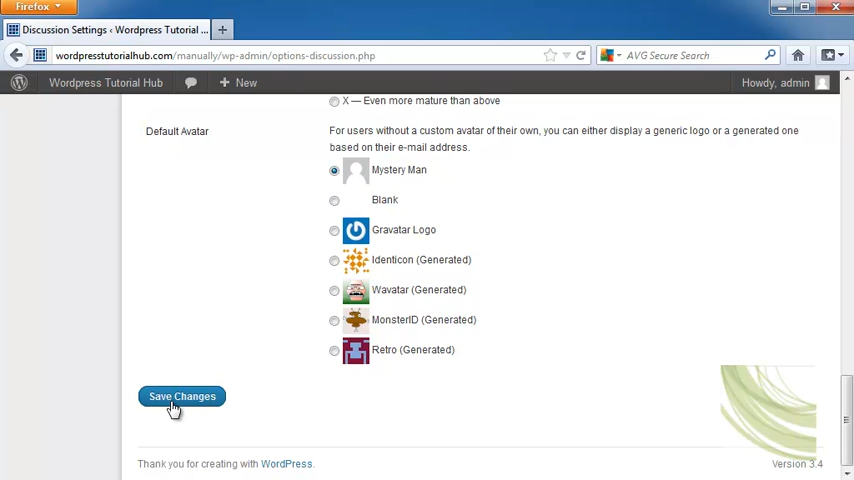 Firefox
Discussion Settings ‹ Wordpress Tutorial ...
wordpresstutorialhub.com/manually/wp-admin/options-discussion.php
AVG Secure Search
Wordpress Tutorial Hub
New
Howdy, admin
X — Even more mature than above
Default Avatar
For users without a custom avatar of their own, you can either display a generic logo or a generated one
based on their e-mail address.
Mystery Man
Blank
Gravatar Logo
Identicon (Generated)
Wavatar (Generated)
MonsterID (Generated)
Retro (Generated)
Save Changes
Thank you for creating with WordPress.
Version 3.4